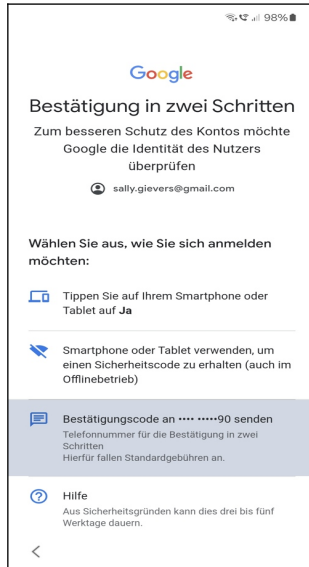 98%
Google
Bestätigung in zwei Schritten
Zum besseren Schutz des Kontos möchte
Google die Identität des Nutzers
überprüfen
sally.gievers@gmail.com
Wählen Sie aus, wie Sie sich anmelden
möchten:
Tippen Sie auf Ihrem Smartphone oder
Tablet auf Ja
Smartphone oder Tablet verwenden, um
einen Sicherheitscode zu erhalten (auch im
Offlinebetrieb)
Bestätigungscode an •••• •••••90 senden
Telefonnummer für die Bestätigung in zwei
Schritten
Hierfür fallen Standardgebühren an.
Hilfe
Aus Sicherheitsgründen kann dies drei bis fünf
Werktage dauern.